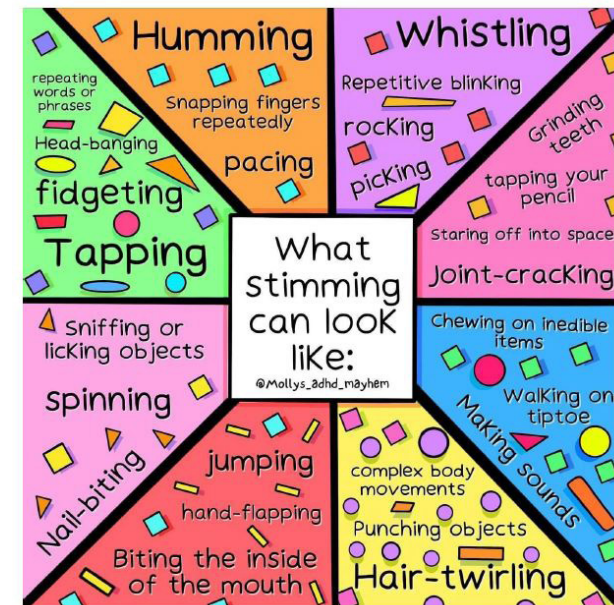 Humming
Snapping fingers
repeatedly
pacing
Whistling
Repetitive blinking
rocking
picking
Grinding
teeth
tapping your
pencil
Staring off into space
Joint-cracking
Chewing on inedible
items
Walking on
tiptoe
Making sounds
complex body
movements
Punching objects
Hair-twirling
jumping
hand-flapping
Biting the inside
of the mouth
Sniffing or
licking objects
spinning
Nail-biting
repeating
words or
phrases
Head-banging
fidgeting
Tapping
What
stimming
can look
like:
@Mollys_adhd_mayhem